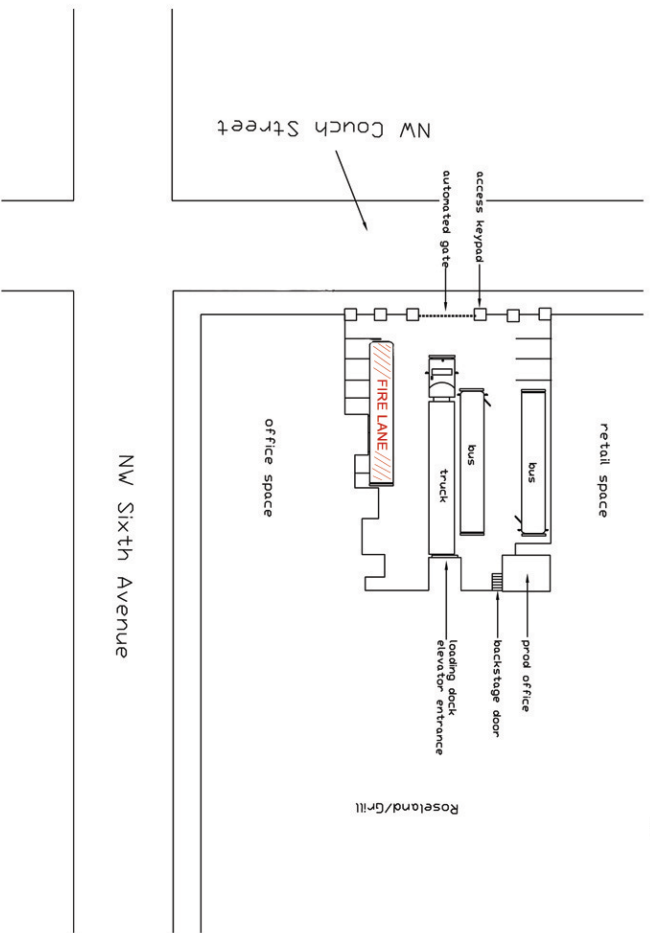 NW Couch Street
automated gate
access keypad
FIRE LANE
truck
bus
bus
office space
retail space
NW Sixth Avenue
loading dock
elevator entrance
backstage door
prod office
Roseland/Grill